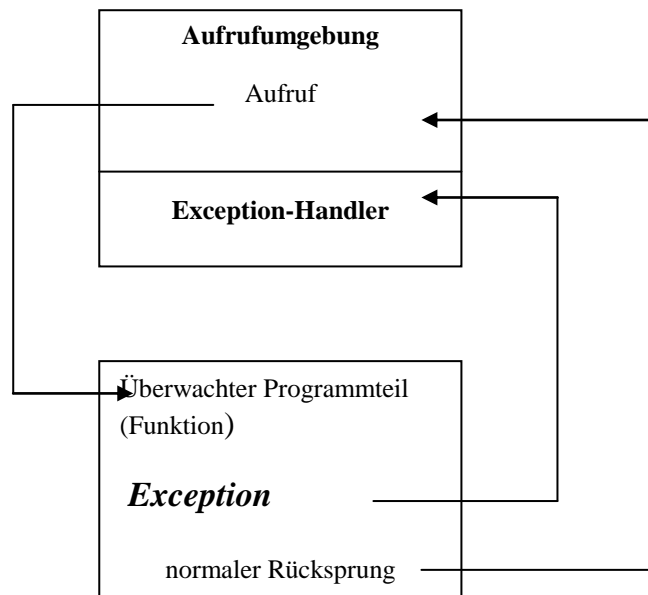 Aufrufumgebung
Aufruf
Exception-Handler
Überwachter Programmteil
(Funktion)
Exception
normaler Rücksprung